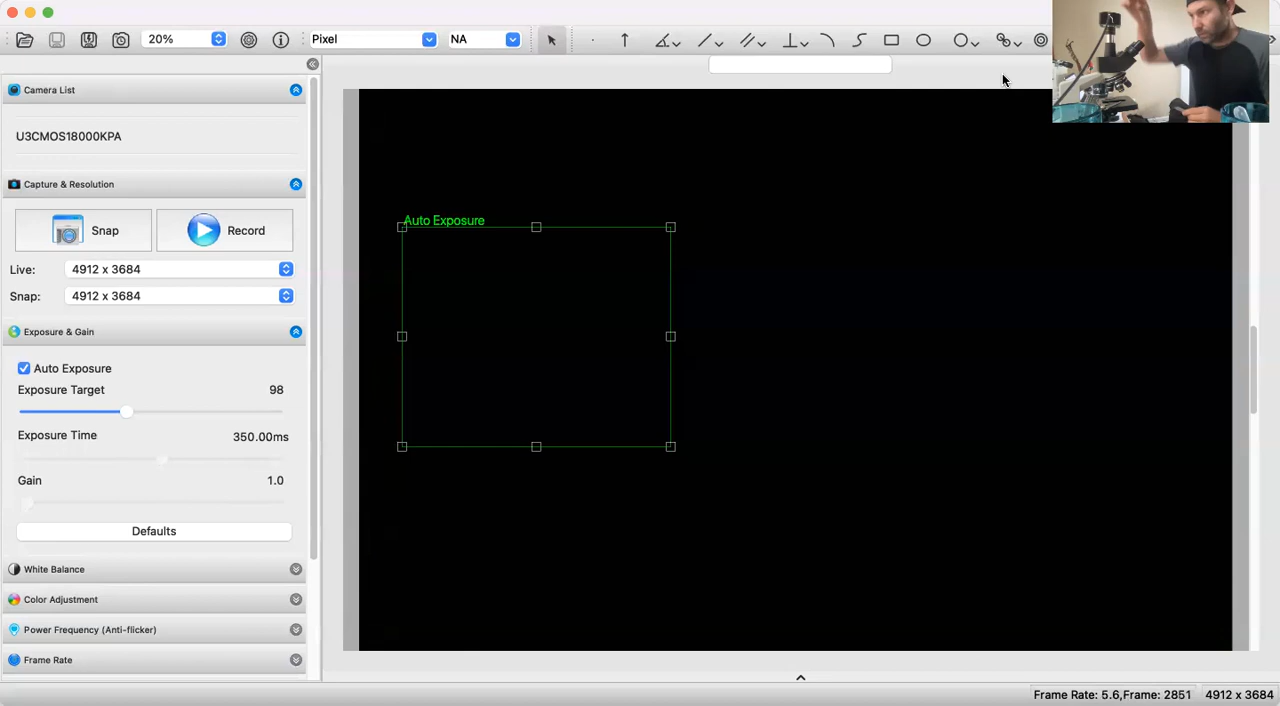 20%
Pixel
NA
Camera List
U3CMOS18000KPA
Capture & Resolution
Snap
Record
Live:
4912 x 3684
Snap:
4912 x 3684
Exposure & Gain
Auto Exposure
Exposure Target
98
Exposure Time
350.00ms
Gain
1.0
Defaults
White Balance
Color Adjustment
Power Frequency (Anti-flicker)
Frame Rate
Auto Exposure
Frame Rate: 5.6,Frame: 2851
4912 x 3684